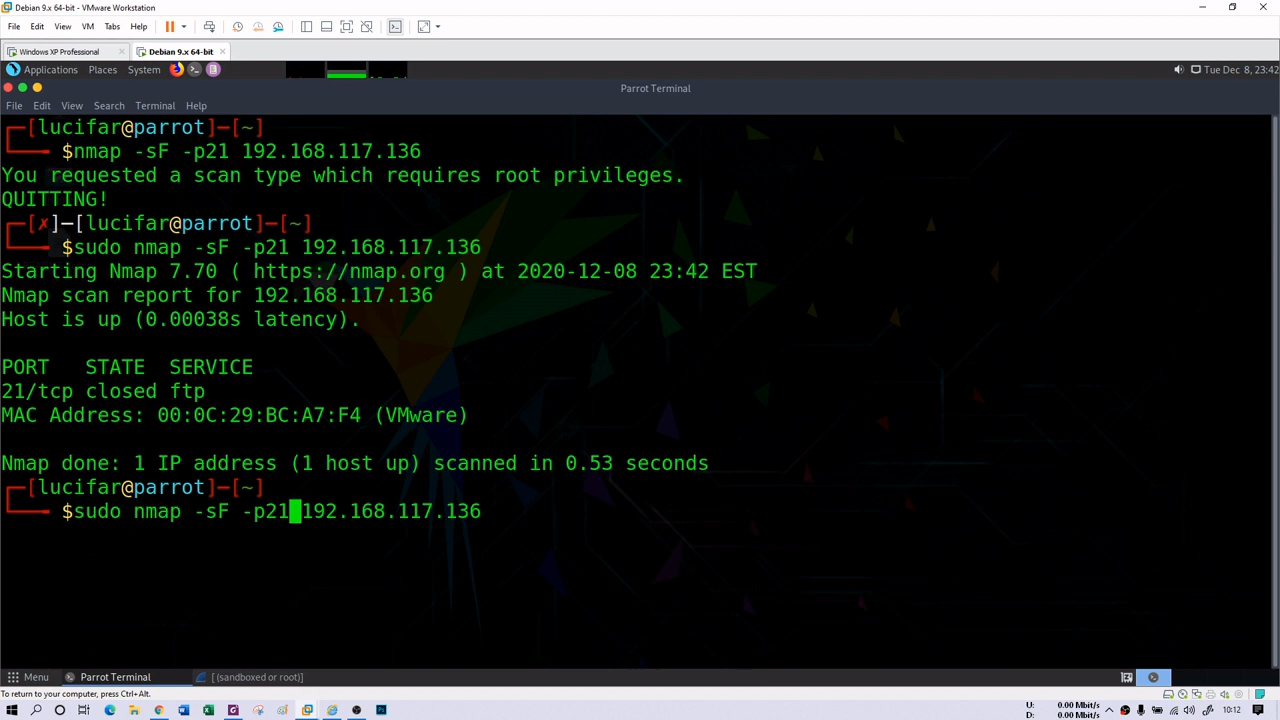 Debian 9.x 64-bit - VMware Workstation
File Edit View VM Tabs Help
Windows XP Professional Debian 9.x 64-bit
Applications Places System Tue Dec 8, 23:42
Parrot Terminal
File Edit View Search Terminal Help
┌─[lucifar@parrot]─[~]
└──╼ $nmap -sF -p21 192.168.117.136
You requested a scan type which requires root privileges.
QUITTING!
┌─[✗]─[lucifar@parrot]─[~]
└──╼ $sudo nmap -sF -p21 192.168.117.136
Starting Nmap 7.70 ( https://nmap.org ) at 2020-12-08 23:42 EST
Nmap scan report for 192.168.117.136
Host is up (0.00038s latency).
PORT STATE SERVICE
21/tcp closed ftp
MAC Address: 00:0C:29:BC:A7:F4 (VMware)
Nmap done: 1 IP address (1 host up) scanned in 0.53 seconds
┌─[lucifar@parrot]─[~]
└──╼ $sudo nmap -sF -p21 192.168.117.136
Menu Parrot Terminal [ (sandboxed or root)]
To return to your computer, press Ctrl+Alt.
U: 0.00 Mbit/s
D: 0.00 Mbit/s
10:12